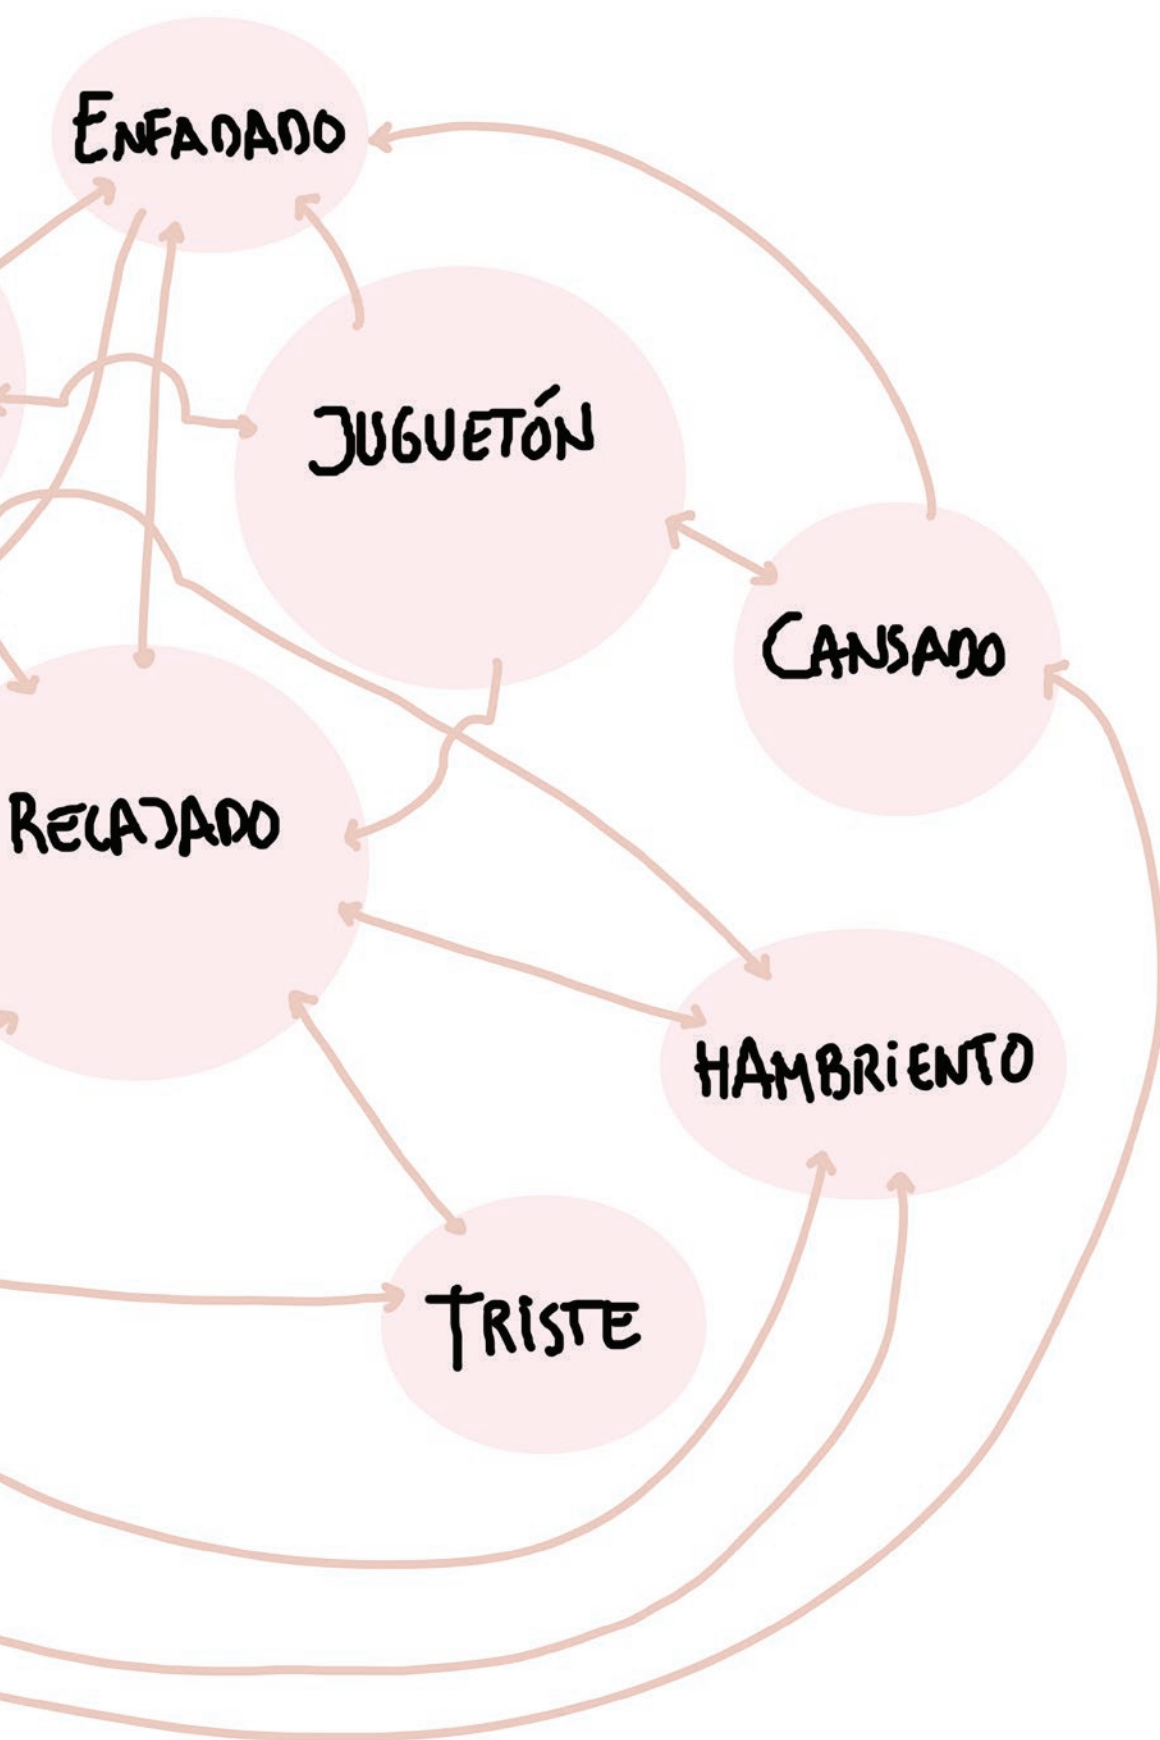 ENFADADO
JUGUETÓN
CANSADO
RELAJADO
HAMBRIENTO
TRISTE